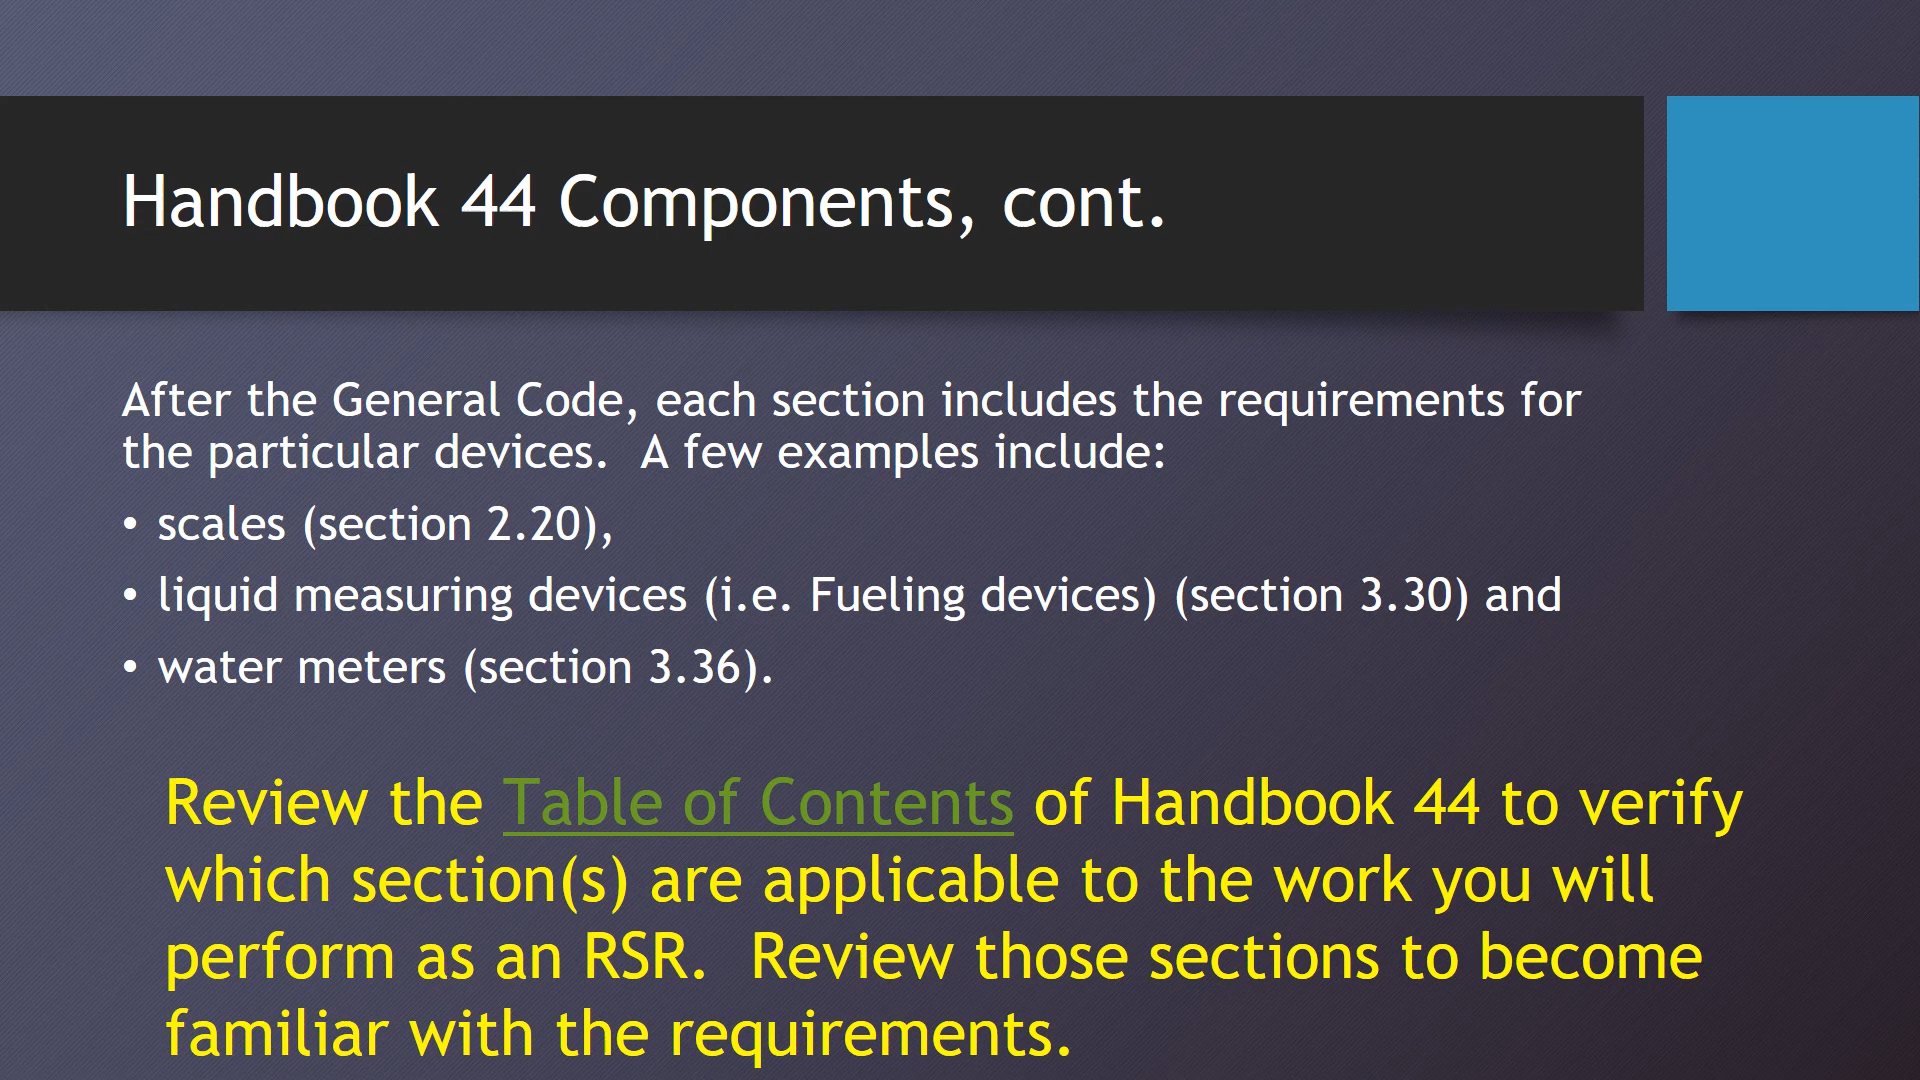 Handbook 44 Components, cont.
After the General Code, each section includes the requirements for
the particular devices.  A few examples include:
• scales (section 2.20),
• liquid measuring devices (i.e. Fueling devices) (section 3.30) and
• water meters (section 3.36).
Review the Table of Contents of Handbook 44 to verify
which section(s) are applicable to the work you will
perform as an RSR.  Review those sections to become
familiar with the requirements.